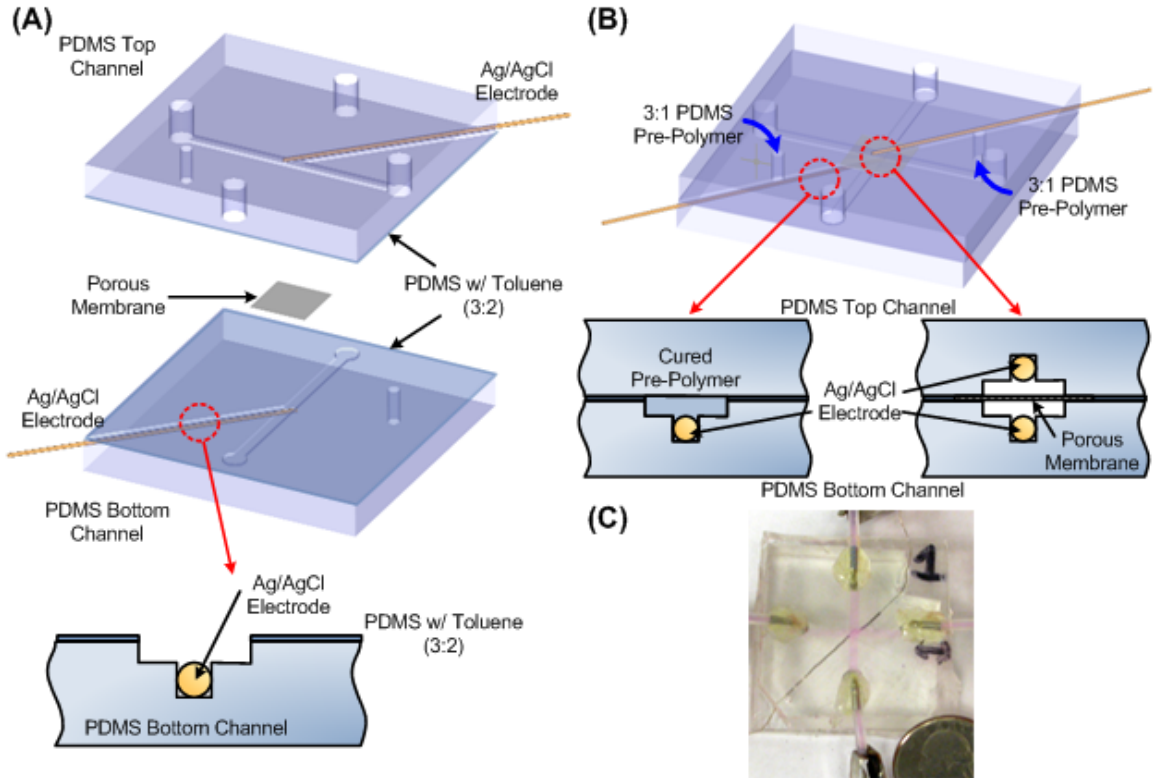 (A)
PDMS Top
Channel
Ag/AgCl
Electrode
Porous
Membrane
PDMS w/ Toluene
(3:2)
Ag/AgCl
Electrode
PDMS Bottom
Channel
Ag/AgCl
Electrode
PDMS w/ Toluene
(3:2)
PDMS Bottom Channel
(B)
3:1 PDMS
Pre-Polymer
3:1 PDMS
Pre-Polymer
PDMS Top Channel
Cured
Pre-Polymer
Ag/AgCl
Electrode
Porous
Membrane
PDMS Bottom Channel
(C)
1